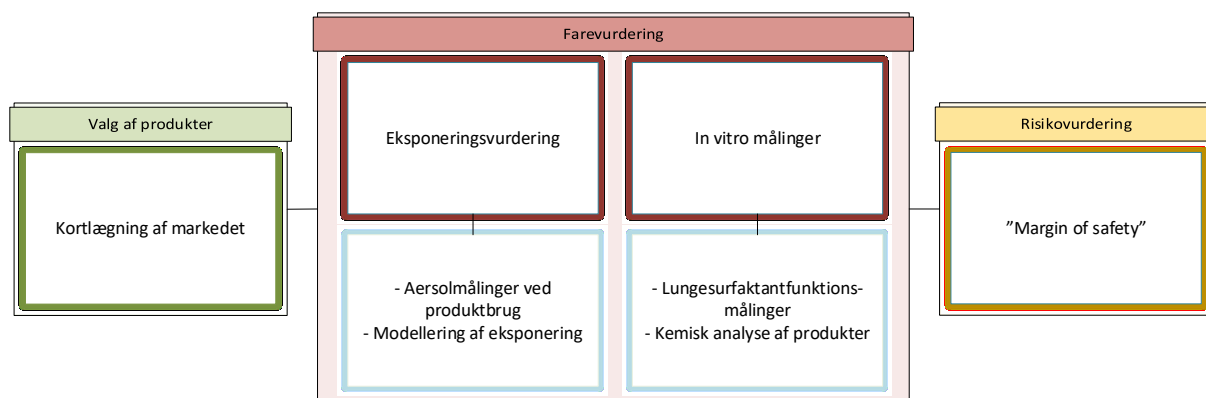 Farevurdering
Valg af produkter
Kortlægning af markedet
Eksponeringsvurdering
- Aersolmålinger ved
produktbrug
- Modellering af eksponering
In vitro målinger
- Lungesurfaktantfunktions-
målinger
- Kemisk analyse af produkter
Risikovurdering
”Margin of safety”